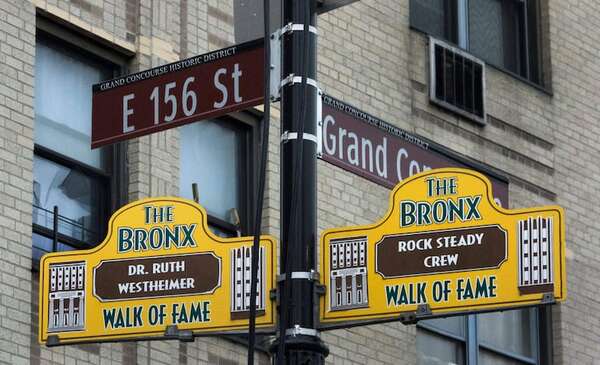 GRAND CONCOURSE HISTORIC DISTRICT
E 156 St
GRAND CONCOURSE HISTORIC DISTRICT
Grand
THE
BRONX
DR. RUTH
WESTHEIMER
WALK OF FAME
THE
BRONX
ROCK STEADY
CREW
WALK OF FAME